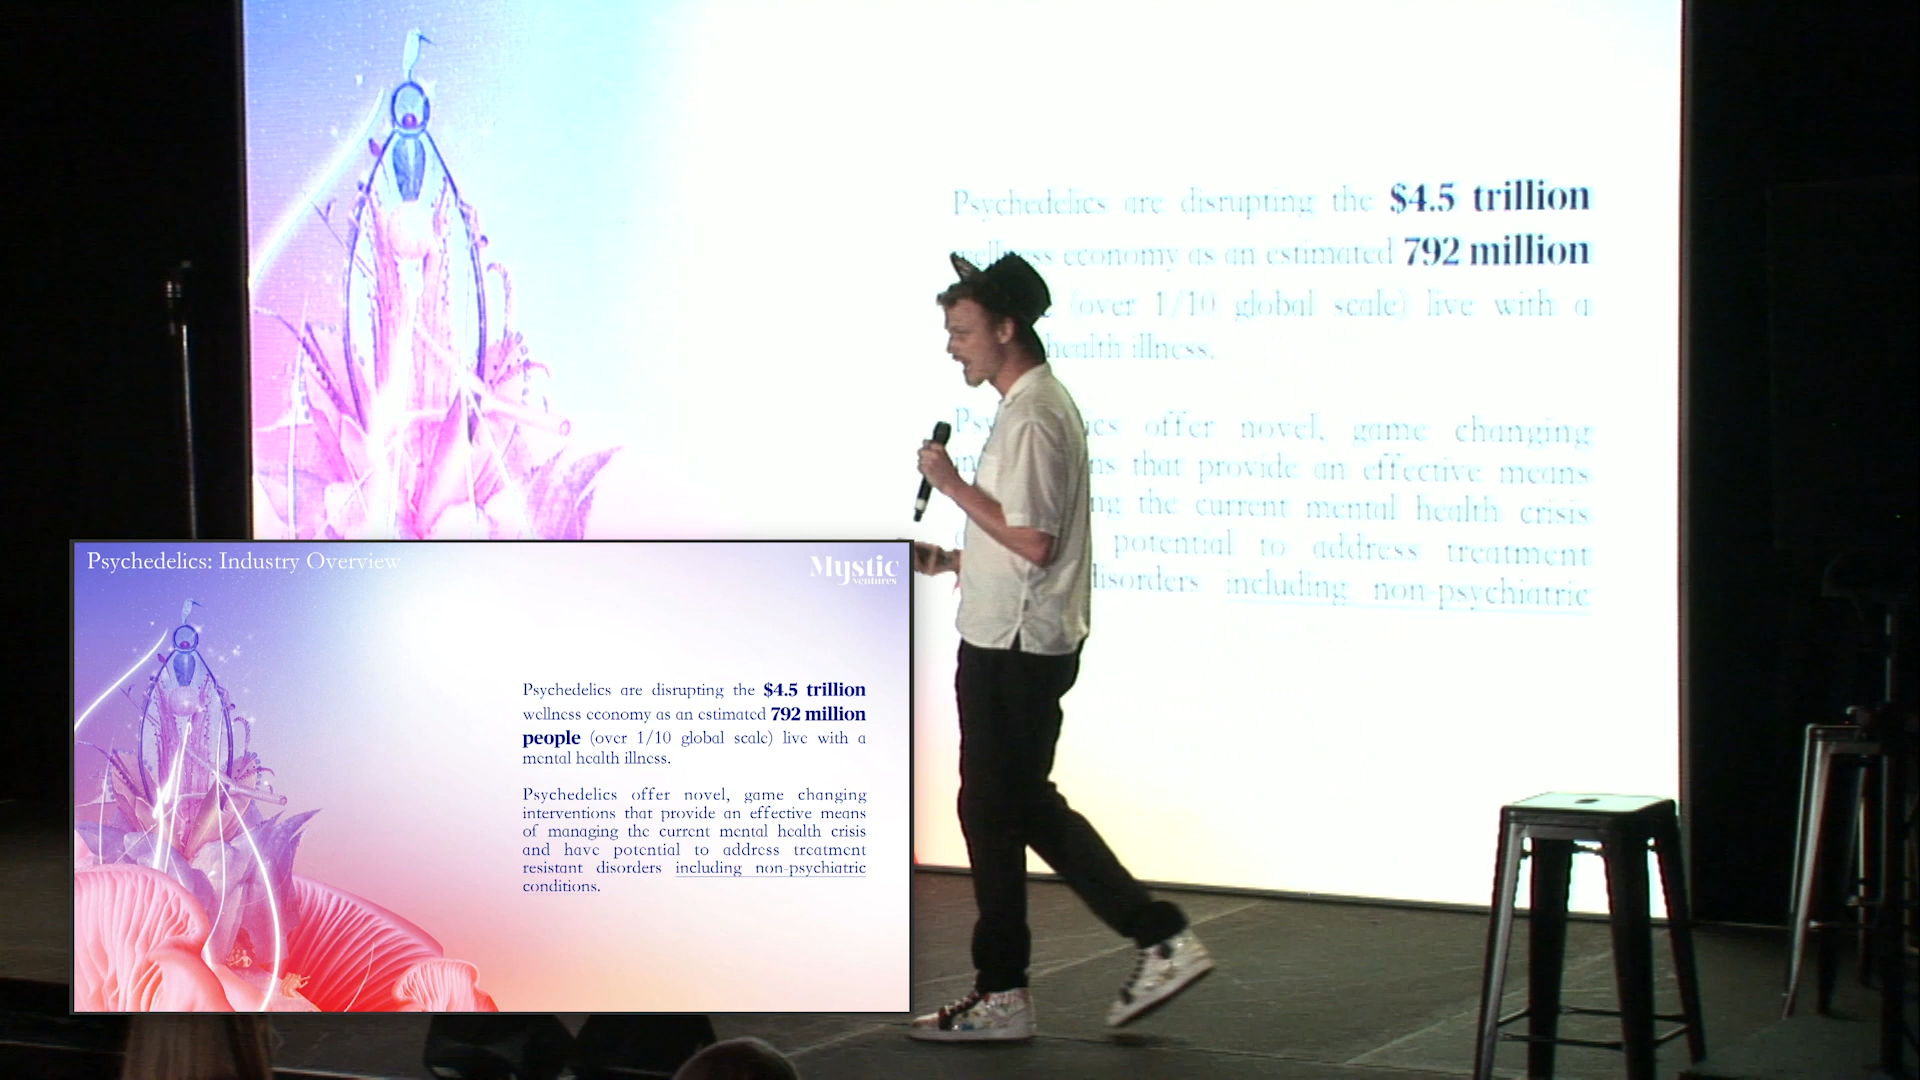 Psychedelics are disrupting the $4.5 trillion
wellness economy as an estimated 792 million
(over 1/10 global scale) live with a
health illness.
offer novel, game changing
that provide an effective means
the current mental health crisis
potential to address treatment
disorders including non-psychiatric
Psychedelics: Industry Overview
Mystic
ventures
Psychedelics are disrupting the $4.5 trillion
wellness economy as an estimated 792 million
people (over 1/10 global scale) live with a
mental health illness.
Psychedelics offer novel, game changing
interventions that provide an effective means
of managing the current mental health crisis
and have potential to address treatment
resistant disorders including non-psychiatric
conditions.